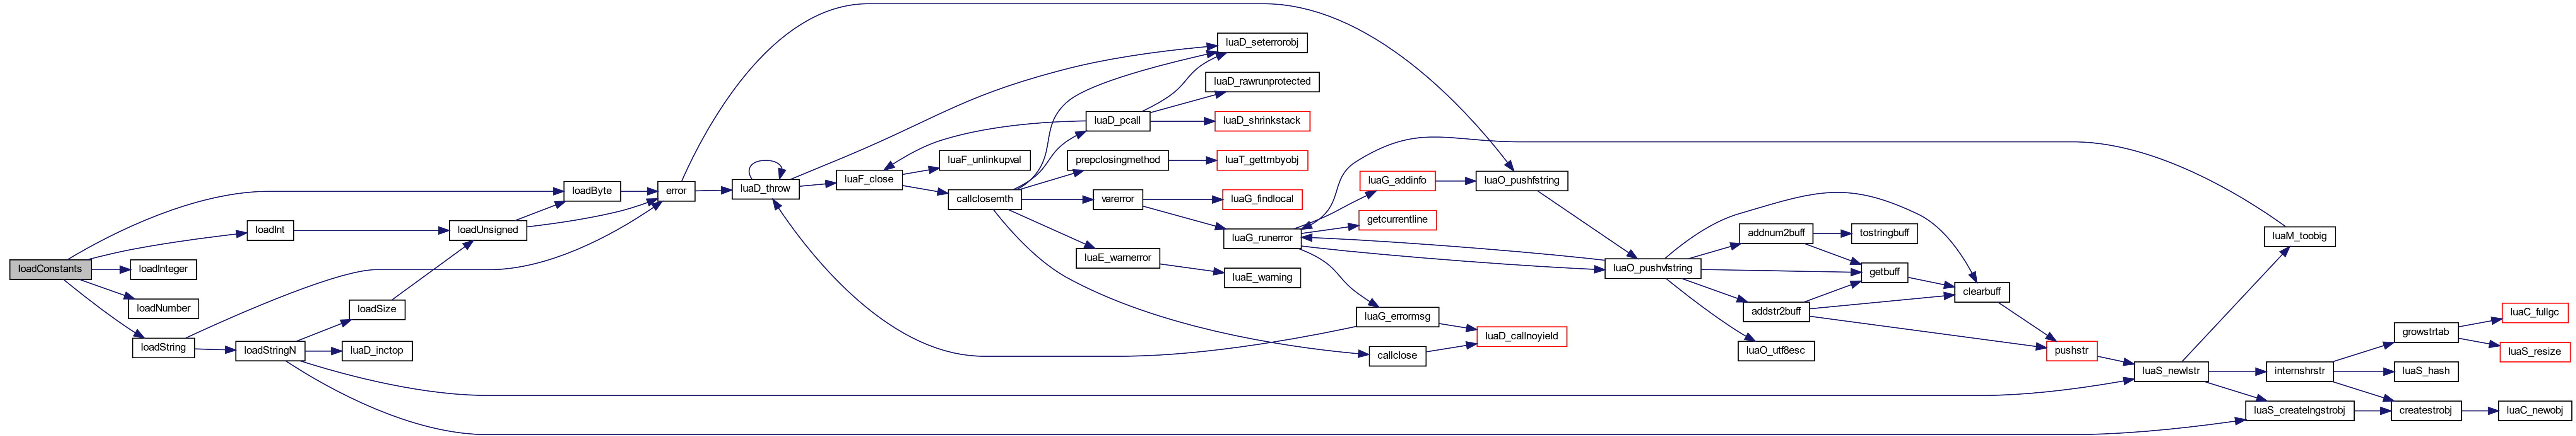 loadConstants
loadByte
loadInt
loadInteger
loadNumber
loadString
loadUnsigned
loadStringN
loadSize
luaD_inctop
error
luaD_throw
luaF_close
luaF_unlinkupval
callclosemth
luaD_seterrorobj
luaD_rawrunprotected
luaD_pcall
luaD_shrinkstack
prepclosingmethod
luaT_gettmbyobj
varerror
luaG_findlocal
luaE_warnerror
luaE_warning
luaG_runerror
luaG_addinfo
getcurrentline
luaG_errormsg
callclose
luaD_callnoyield
luaO_pushfstring
luaO_pushvfstring
addnum2buff
tostringbuff
getbuff
addstr2buff
luaO_utf8esc
clearbuff
pushstr
luaS_newlstr
luaM_toobig
internshrstr
luaS_createlngstrobj
growstrtab
luaS_hash
createstrobj
luaC_fullgc
luaS_resize
luaC_newobj